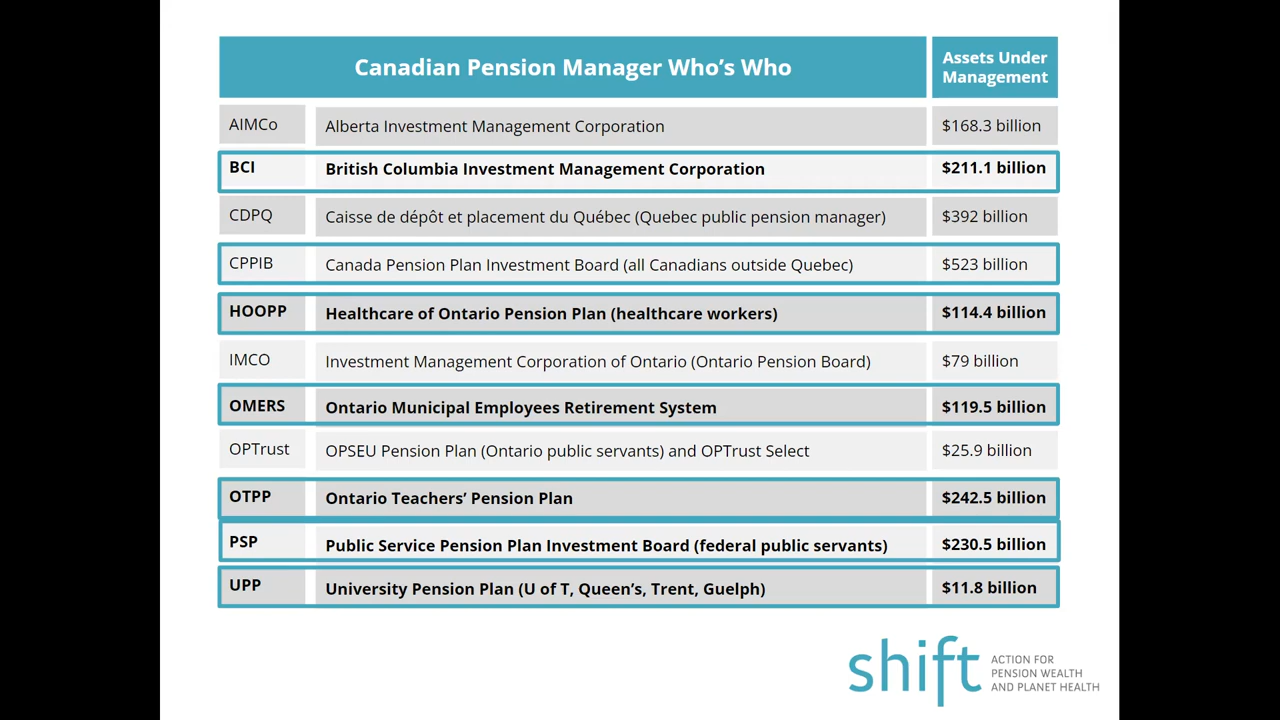 Canadian Pension Manager Who's Who
Assets Under
Management
AIMCo Alberta Investment Management Corporation $168.3 billion
BCI British Columbia Investment Management Corporation $211.1 billion
CDPQ Caisse de dépôt et placement du Québec (Quebec public pension manager) $392 billion
CPPIB Canada Pension Plan Investment Board (all Canadians outside Quebec) $523 billion
HOOPP Healthcare of Ontario Pension Plan (healthcare workers) $114.4 billion
IMCO Investment Management Corporation of Ontario (Ontario Pension Board) $79 billion
OMERS Ontario Municipal Employees Retirement System $119.5 billion
OPTrust OPSEU Pension Plan (Ontario public servants) and OPTrust Select $25.9 billion
OTPP Ontario Teachers' Pension Plan $242.5 billion
PSP Public Service Pension Plan Investment Board (federal public servants) $230.5 billion
UPP University Pension Plan (U of T, Queen's, Trent, Guelph) $11.8 billion
shift
ACTION FOR
PENSION WEALTH
AND PLANET HEALTH